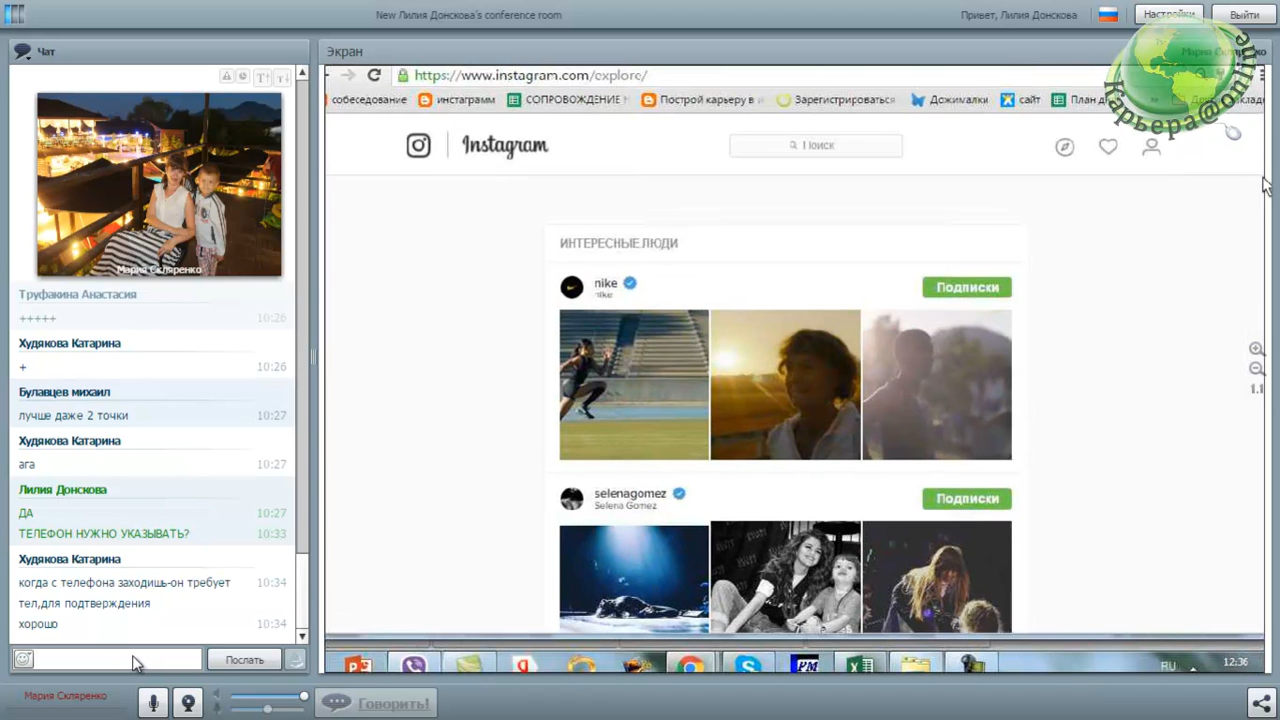 New Лилия Донскова's conference room
Привет, Лилия Донскова
Настройки
Выйти
Чат
Мария Скляренко
Труфакина Анастасия
+++++ 10:26
Худякова Катарина
+ 10:26
Булавцев михаил
лучше даже 2 точки 10:27
Худякова Катарина
ага 10:27
Лилия Донскова
ДА 10:27
ТЕЛЕФОН НУЖНО УКАЗЫВАТЬ? 10:33
Худякова Катарина
когда с телефона заходишь-он требует 10:34
тел,для подтверждения
хорошо 10:34
Послать
Мария Скляренко
Говорить!
Экран
Карьера@online
https://www.instagram.com/explore/
собеседование
инстаграмм
СОПРОВОЖДЕНИЕ
Построй карьеру в и
Зарегистрироваться
Дожималки
сайт
План д
Instagram
Поиск
ИНТЕРЕСНЫЕ ЛЮДИ
nike
nike
Подписки
selenagomez
Selena Gomez
Подписки
1.1
RU
12:36